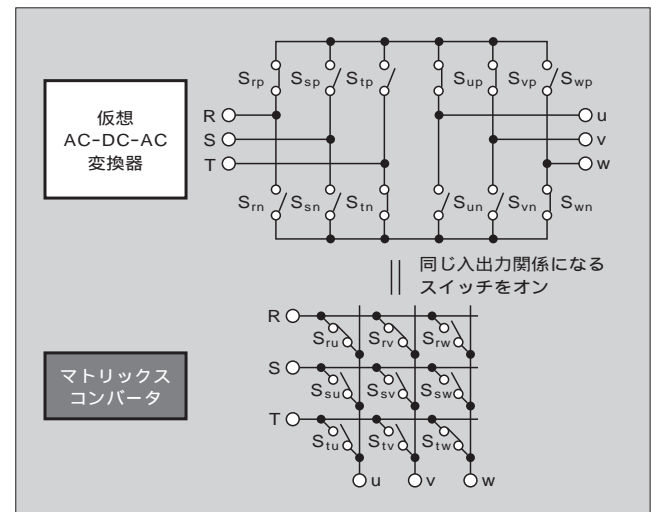 仮想
AC-DC-AC
変換器
Srp Ssp Stp Sup Svp Swp
R u
S v
T w
Srn Ssn Stn Sun Svn Swn
同じ入出力関係になる
スイッチをオン
マトリックス
コンバータ
R
Sru Srv Srw
S
Ssu Ssv Ssw
T
Stu Stv Stw
u v w